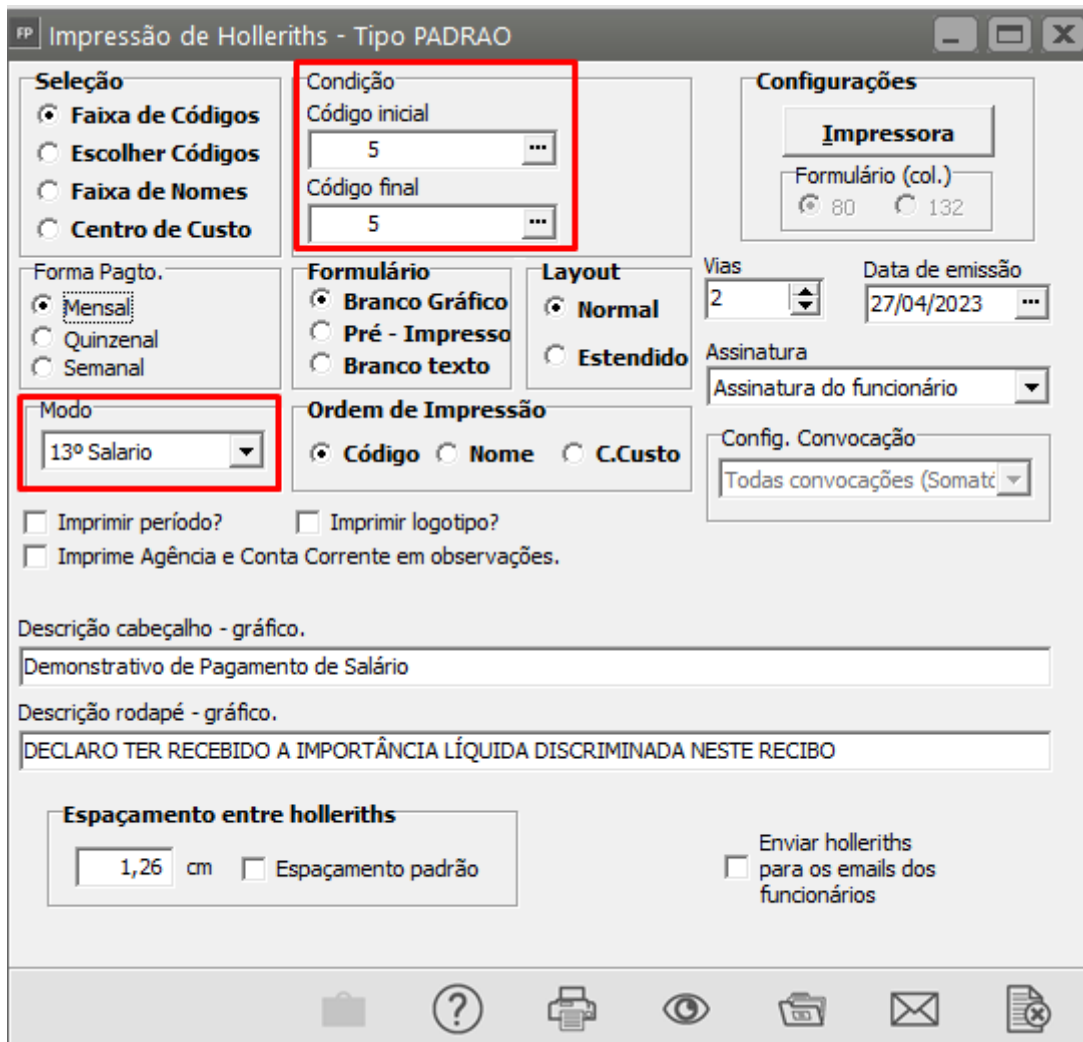 FP Impressão de Holleriths - Tipo PADRAO
Seleção
Faixa de Códigos
Escolher Códigos
Faixa de Nomes
Centro de Custo
Condição
Código inicial
5 ...
Código final
5 ...
Configurações
Impressora
Formulário (col.)
80 132
Forma Pagto.
Mensal
Quinzenal
Semanal
Formulário
Branco Gráfico
Pré - Impresso
Branco texto
Layout
Normal
Estendido
Vias
2
Data de emissão
27/04/2023 ...
Assinatura
Assinatura do funcionário
Modo
13º Salario
Ordem de Impressão
Código Nome C.Custo
Config. Convocação
Todas convocações (Somató
Imprimir período? Imprimir logotipo?
Imprime Agência e Conta Corrente em observações.
Descrição cabeçalho - gráfico.
Demonstrativo de Pagamento de Salário
Descrição rodapé - gráfico.
DECLARO TER RECEBIDO A IMPORTÂNCIA LÍQUIDA DISCRIMINADA NESTE RECIBO
Espaçamento entre holleriths
1,26 cm Espaçamento padrão
Enviar holleriths
para os emails dos
funcionários